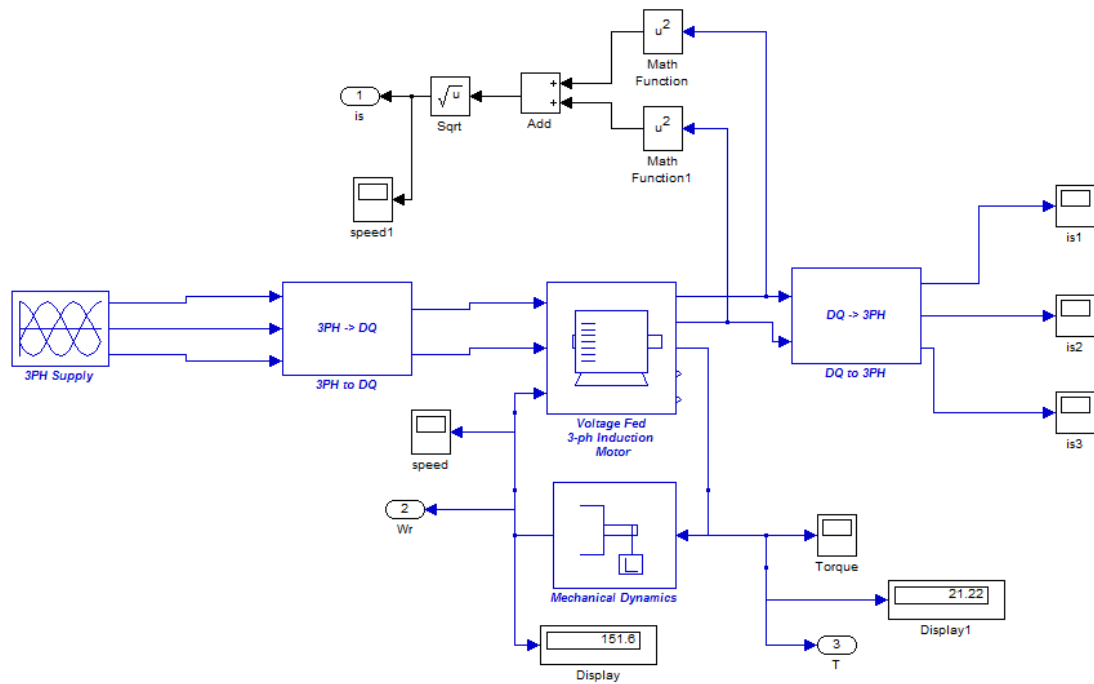 u²
Math
Function
1
is
√u
Sqrt
+
+
Add
u²
Math
Function1
speed1
is1
3PH Supply
3PH -> DQ
3PH to DQ
Voltage Fed
3-ph Induction
Motor
DQ -> 3PH
DQ to 3PH
is2
is3
speed
2
Wr
L
Mechanical Dynamics
Torque
21.22
Display1
151.6
Display
3
T